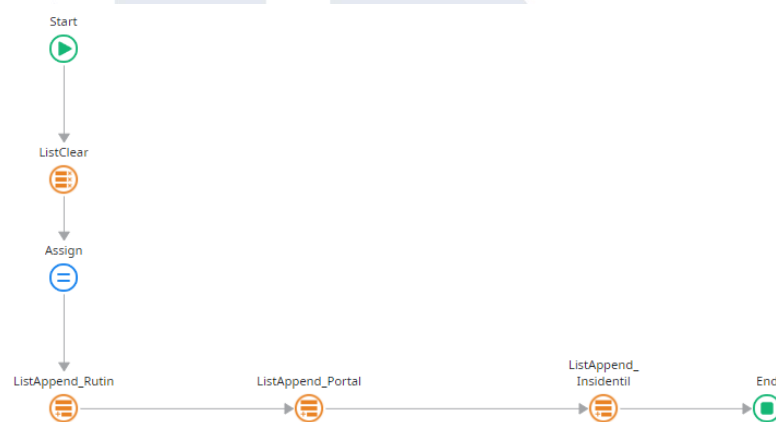 Start
ListClear
Assign
ListAppend_Rutin
ListAppend_Portal
ListAppend_
Insidentil
End